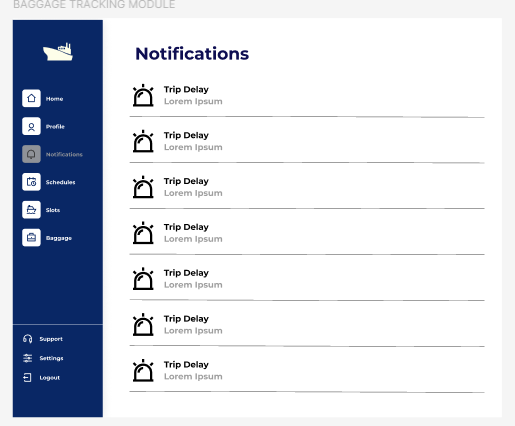 BAGGAGE TRACKING MODULE
Notifications
Home
Profile
Notifications
Schedules
Slots
Baggage
Support
Settings
Logout
Trip Delay
Lorem Ipsum
Trip Delay
Lorem Ipsum
Trip Delay
Lorem Ipsum
Trip Delay
Lorem Ipsum
Trip Delay
Lorem Ipsum
Trip Delay
Lorem Ipsum
Trip Delay
Lorem Ipsum